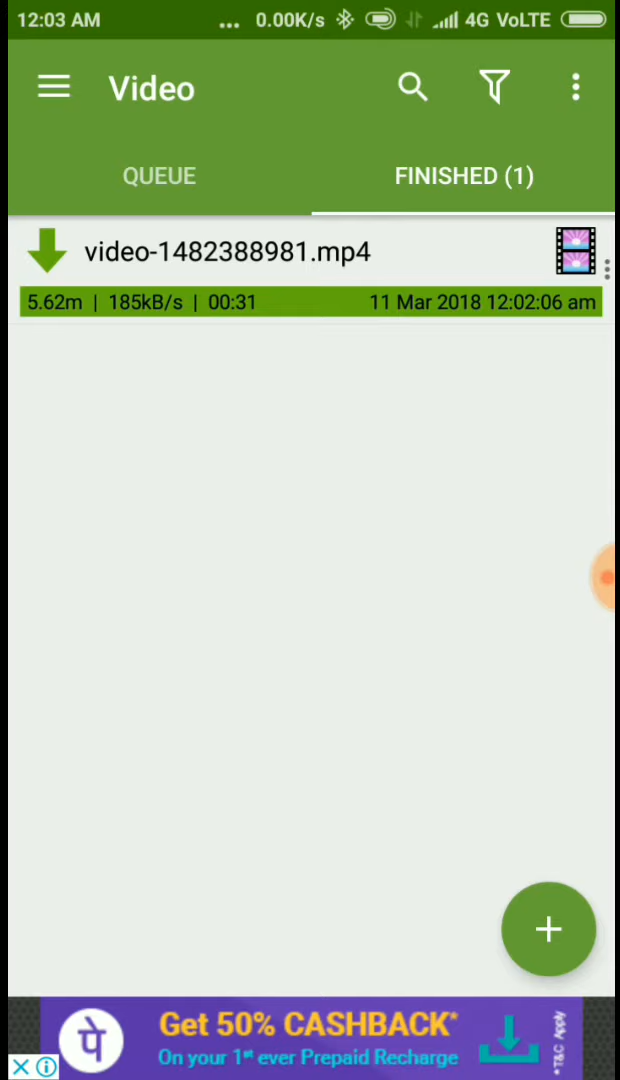 12:03 AM ... 0.00K/s 4G VoLTE
Video
QUEUE FINISHED (1)
video-1482388981.mp4
5.62m | 185kB/s | 00:31 11 Mar 2018 12:02:06 am
+
पे Get 50% CASHBACK*
On your 1st ever Prepaid Recharge
*T&C Apply